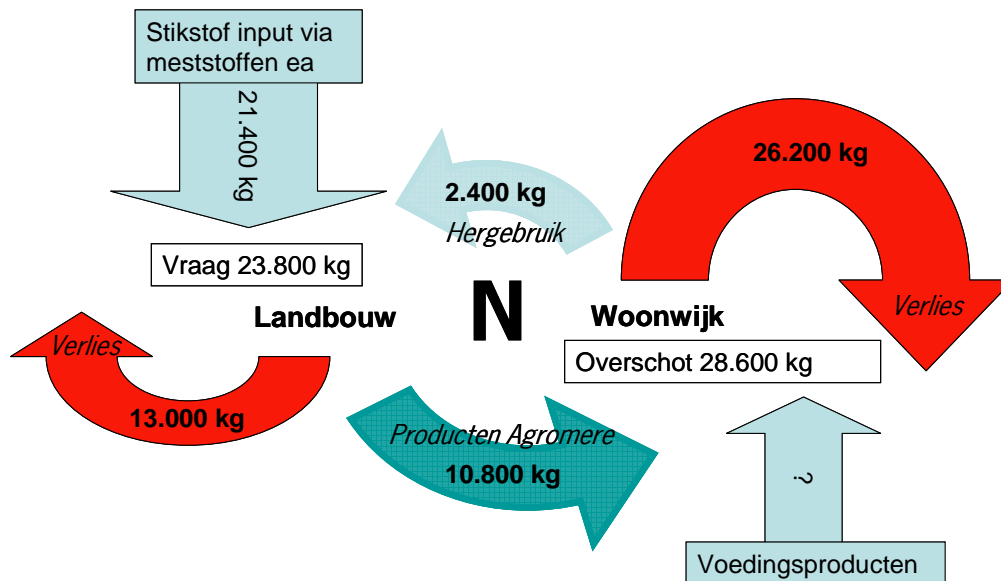 Stikstof input via
meststoffen ea
21.400 kg
26.200 kg
2.400 kg
Hergebruik
Vraag 23.800 kg
N
Landbouw
Woonwijk
Verlies
Verlies
Overschot 28.600 kg
13.000 kg
Producten Agromere
10.800 kg
?
Voedingsproducten